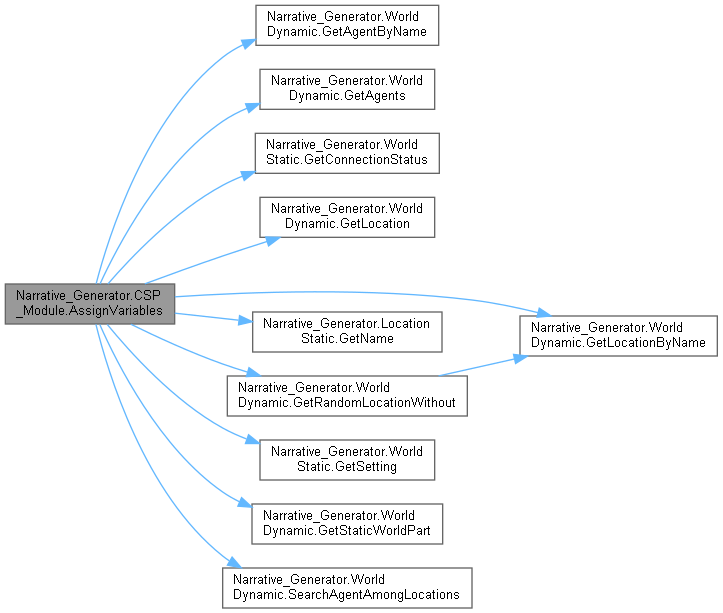 Narrative_Generator.World
Dynamic.GetAgentByName
Narrative_Generator.World
Dynamic.GetAgents
Narrative_Generator.World
Static.GetConnectionStatus
Narrative_Generator.World
Dynamic.GetLocation
Narrative_Generator.CSP
_Module.AssignVariables
Narrative_Generator.Location
Static.GetName
Narrative_Generator.World
Dynamic.GetLocationByName
Narrative_Generator.World
Dynamic.GetRandomLocationWithout
Narrative_Generator.World
Static.GetSetting
Narrative_Generator.World
Dynamic.GetStaticWorldPart
Narrative_Generator.World
Dynamic.SearchAgentAmongLocations